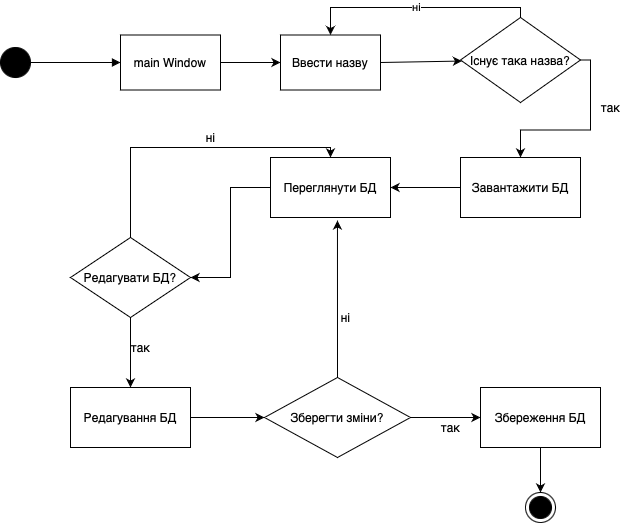 ні
main Window
Ввести назву
Існує така назва?
так
ні
Переглянути БД
Завантажити БД
Редагувати БД?
ні
так
Редагування БД
Зберегти зміни?
так
Збереження БД